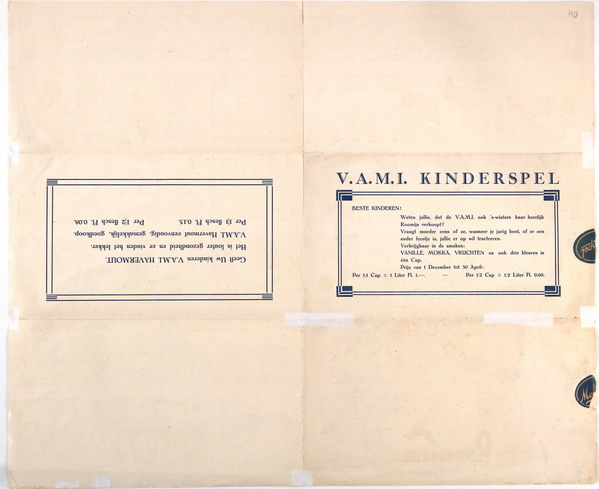 40
V.A.M.I. KINDERSPEL
BESTE KINDEREN!
Weten jullie, dat de V.A.M.I. ook 's-winters haar heerlijk
Roomijs verkoopt?
Vraagt moeder eens of ze, wanneer je jarig bent, of er een
ander feestje is, jullie er op wil tracteeren.
Verkrijgbaar in de smaken:
VANILLE, MOKKA, VRUCHTEN en ook drie kleuren in
één Cup.
Prijs van 1 December tot 30 April:
Per 1/1 Cup = 1 Liter Fl. 1.—. — Per 1/2 Cup = 1/2 Liter Fl. 0.60.
Geeft Uw kinderen V.A.M.I. HAVERMOUT.
Het is louter gezondheid en ze vinden het lekker.
V.A.M.I. Havermout eenvoudig, gemakkelijk, goedkoop.
Per 1/1 flesch Fl. 0.15. Per 1/2 flesch Fl. 0.08.